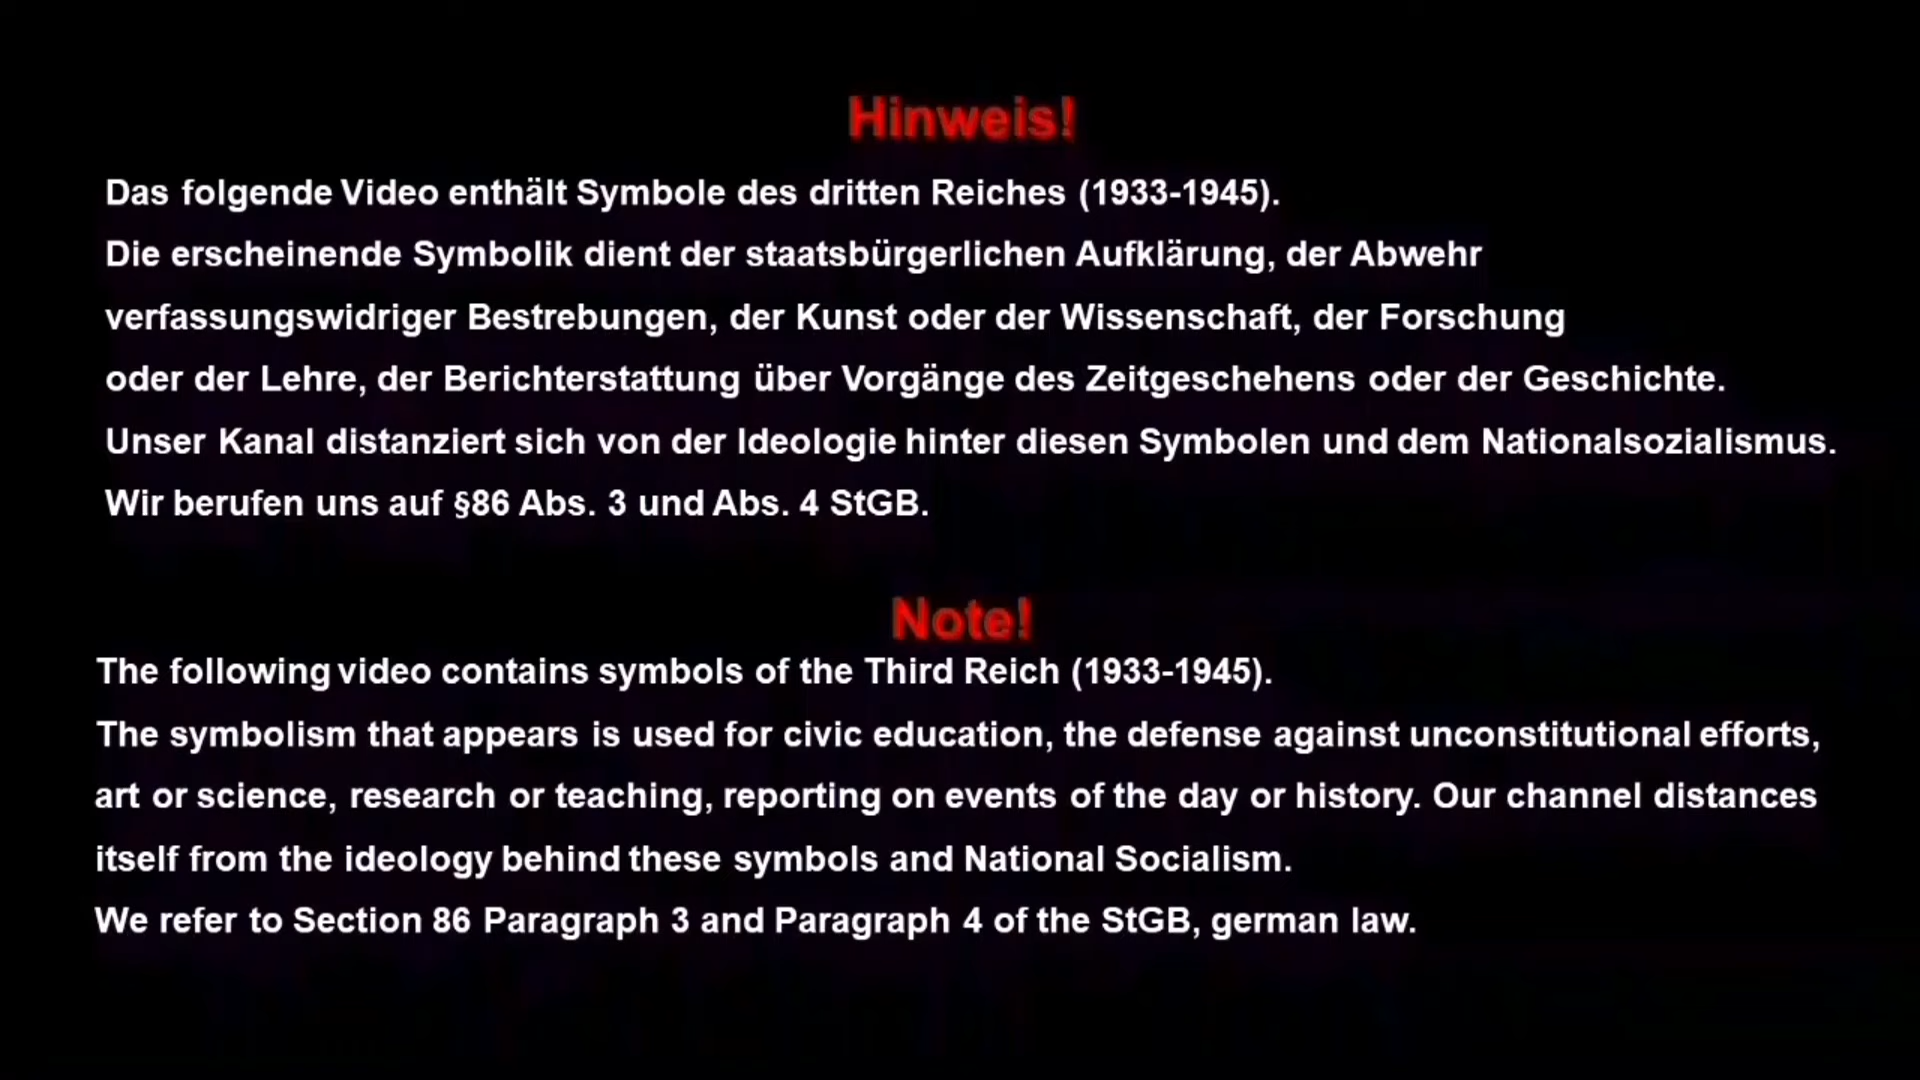 Hinweis!
Das folgende Video enthält Symbole des dritten Reiches (1933-1945).
Die erscheinende Symbolik dient der staatsbürgerlichen Aufklärung, der Abwehr
verfassungswidriger Bestrebungen, der Kunst oder der Wissenschaft, der Forschung
oder der Lehre, der Berichterstattung über Vorgänge des Zeitgeschehens oder der Geschichte.
Unser Kanal distanziert sich von der Ideologie hinter diesen Symbolen und dem Nationalsozialismus.
Wir berufen uns auf §86 Abs. 3 und Abs. 4 StGB.
Note!
The following video contains symbols of the Third Reich (1933-1945).
The symbolism that appears is used for civic education, the defense against unconstitutional efforts,
art or science, research or teaching, reporting on events of the day or history. Our channel distances
itself from the ideology behind these symbols and National Socialism.
We refer to Section 86 Paragraph 3 and Paragraph 4 of the StGB, german law.